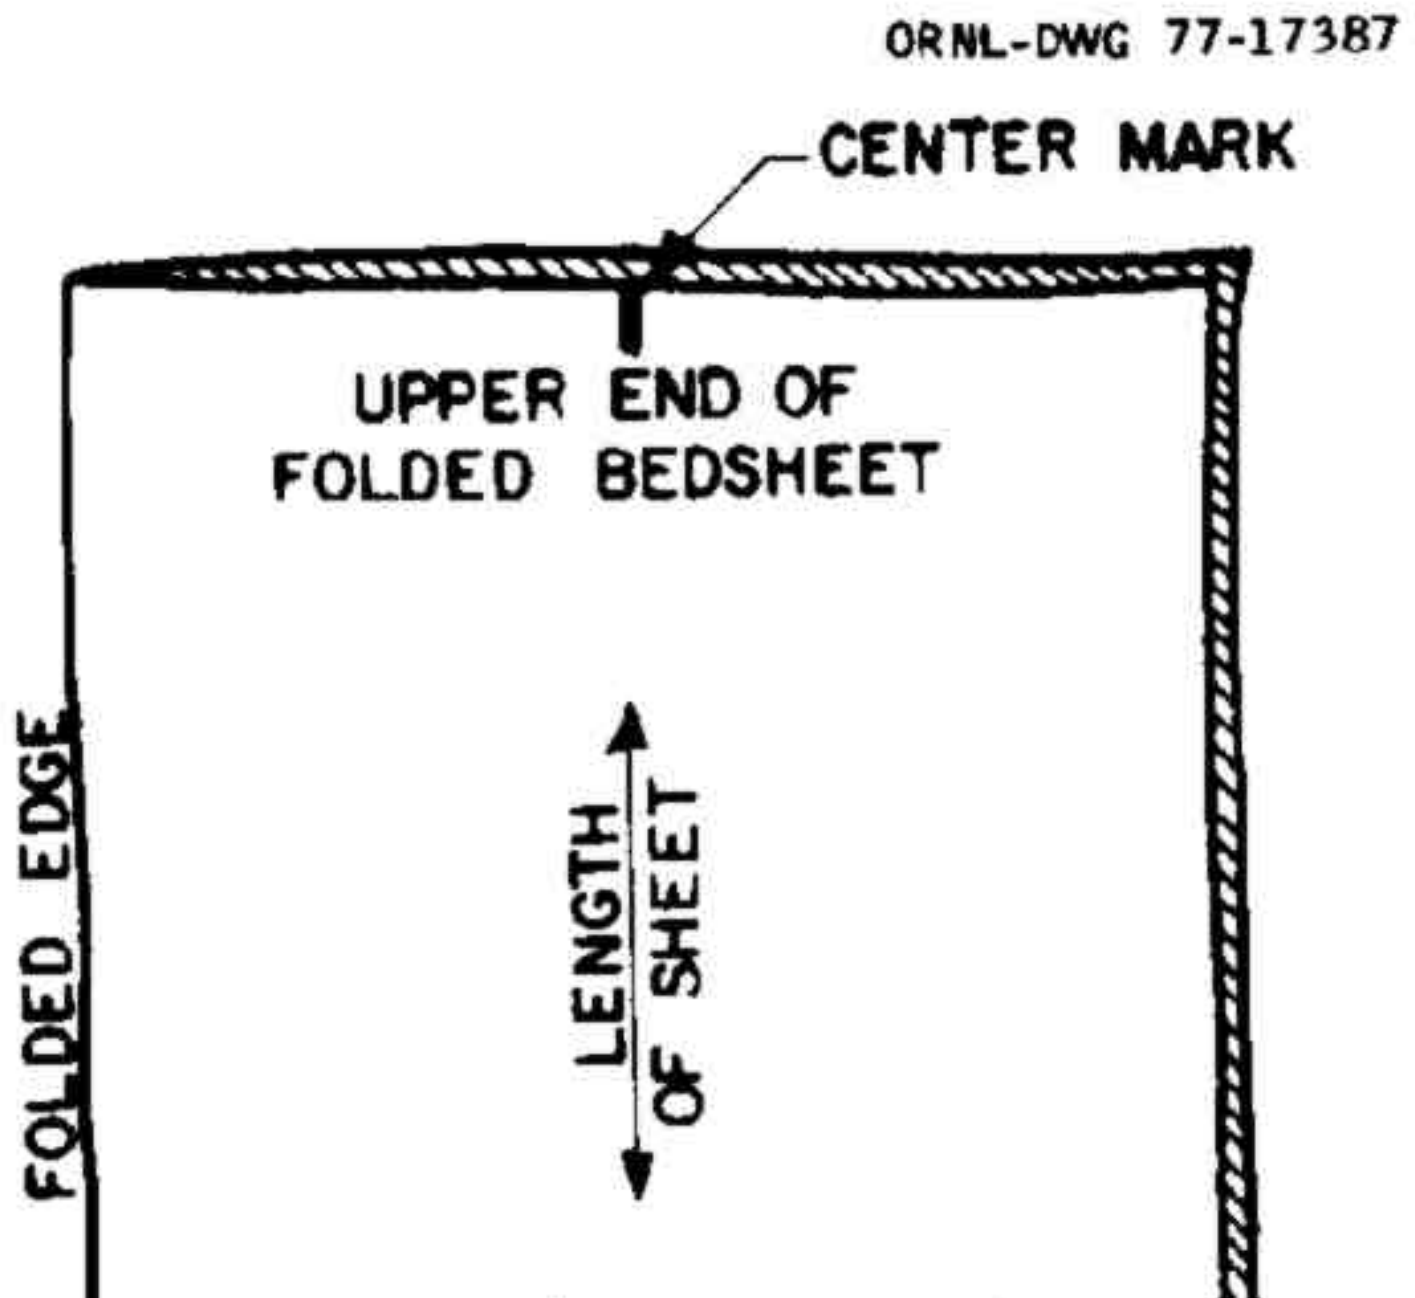 ORNL-DWG 77-17387
CENTER MARK
UPPER END OF
FOLDED BEDSHEET
FOLDED EDGE
LENGTH
OF SHEET